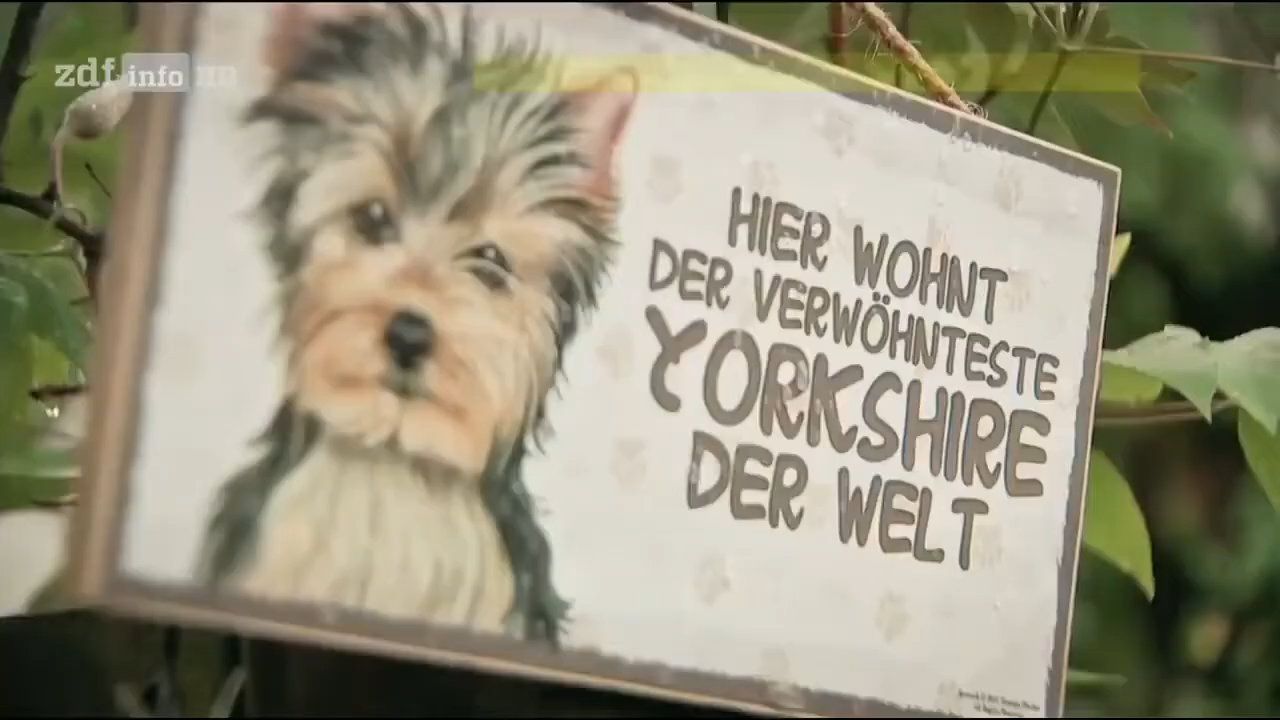 zdf info
HIER WOHNT
DER VERWÖHNTESTE
YORKSHIRE
DER WELT